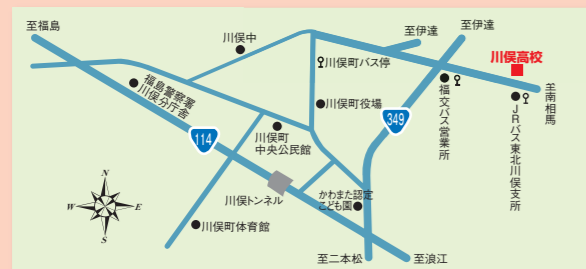 至福島
川俣中
至伊達
至伊達
川俣高校
川俣町バス停
福島警察署
川俣分庁舎
川俣町役場
福交バス営業所
JRバス東北川俣支所
至南相馬
114
349
川俣町
中央公民館
川俣トンネル
かわまた認定
こども園
川俣町体育館
N
W
E
S
至二本松
至浪江